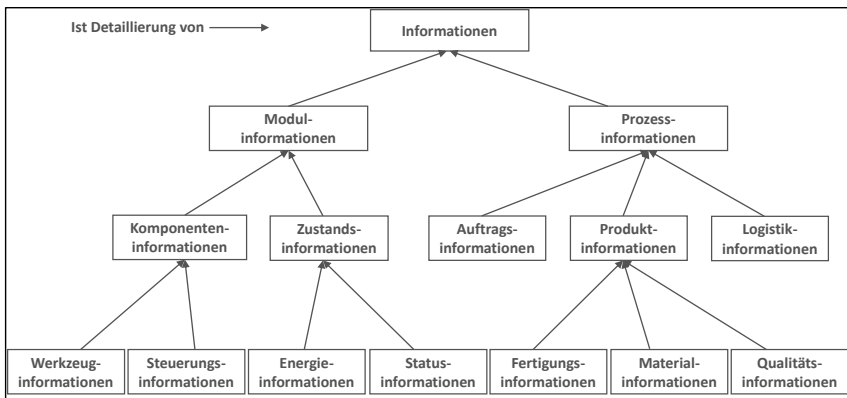 Ist Detaillierung von
Informationen
Modul-
informationen
Prozess-
informationen
Komponenten-
informationen
Zustands-
informationen
Auftrags-
informationen
Produkt-
informationen
Logistik-
informationen
Werkzeug-
informationen
Steuerungs-
informationen
Energie-
informationen
Status-
informationen
Fertigungs-
informationen
Material-
informationen
Qualitäts-
informationen